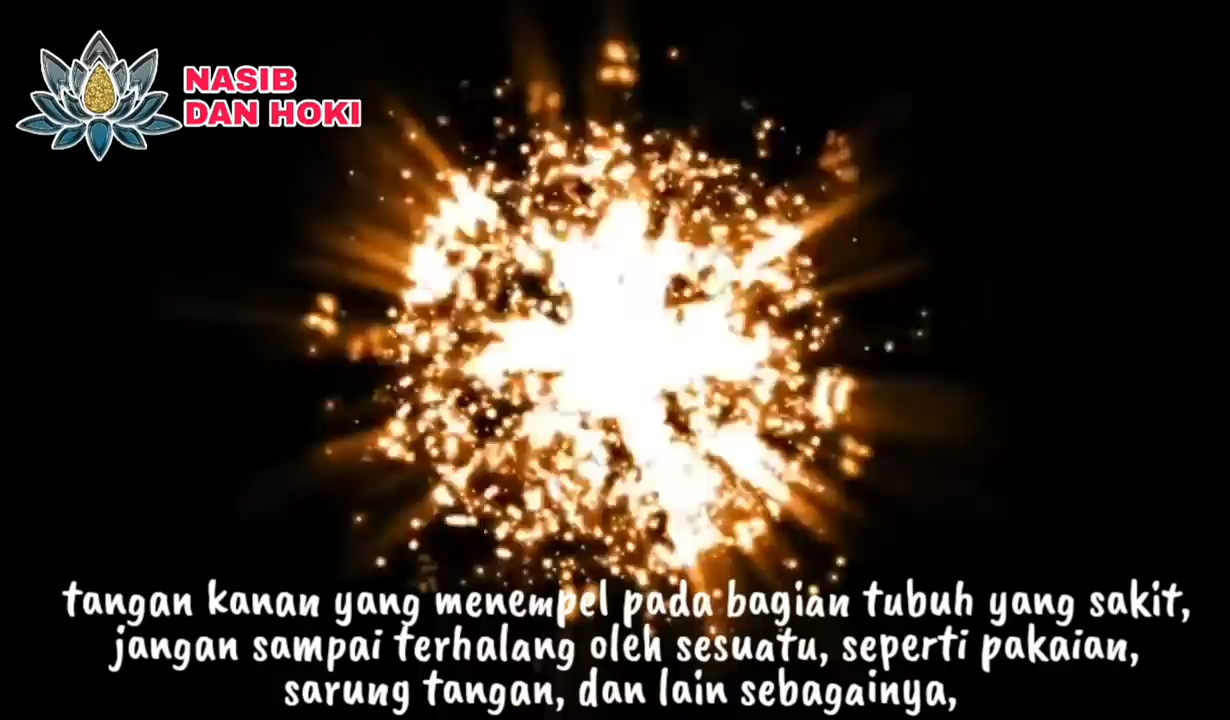 NASIB
DAN HOKI
tangan kanan yang menempel pada bagian tubuh yang sakit,
jangan sampai terhalang oleh sesuatu, seperti pakaian,
sarung tangan, dan lain sebagainya,